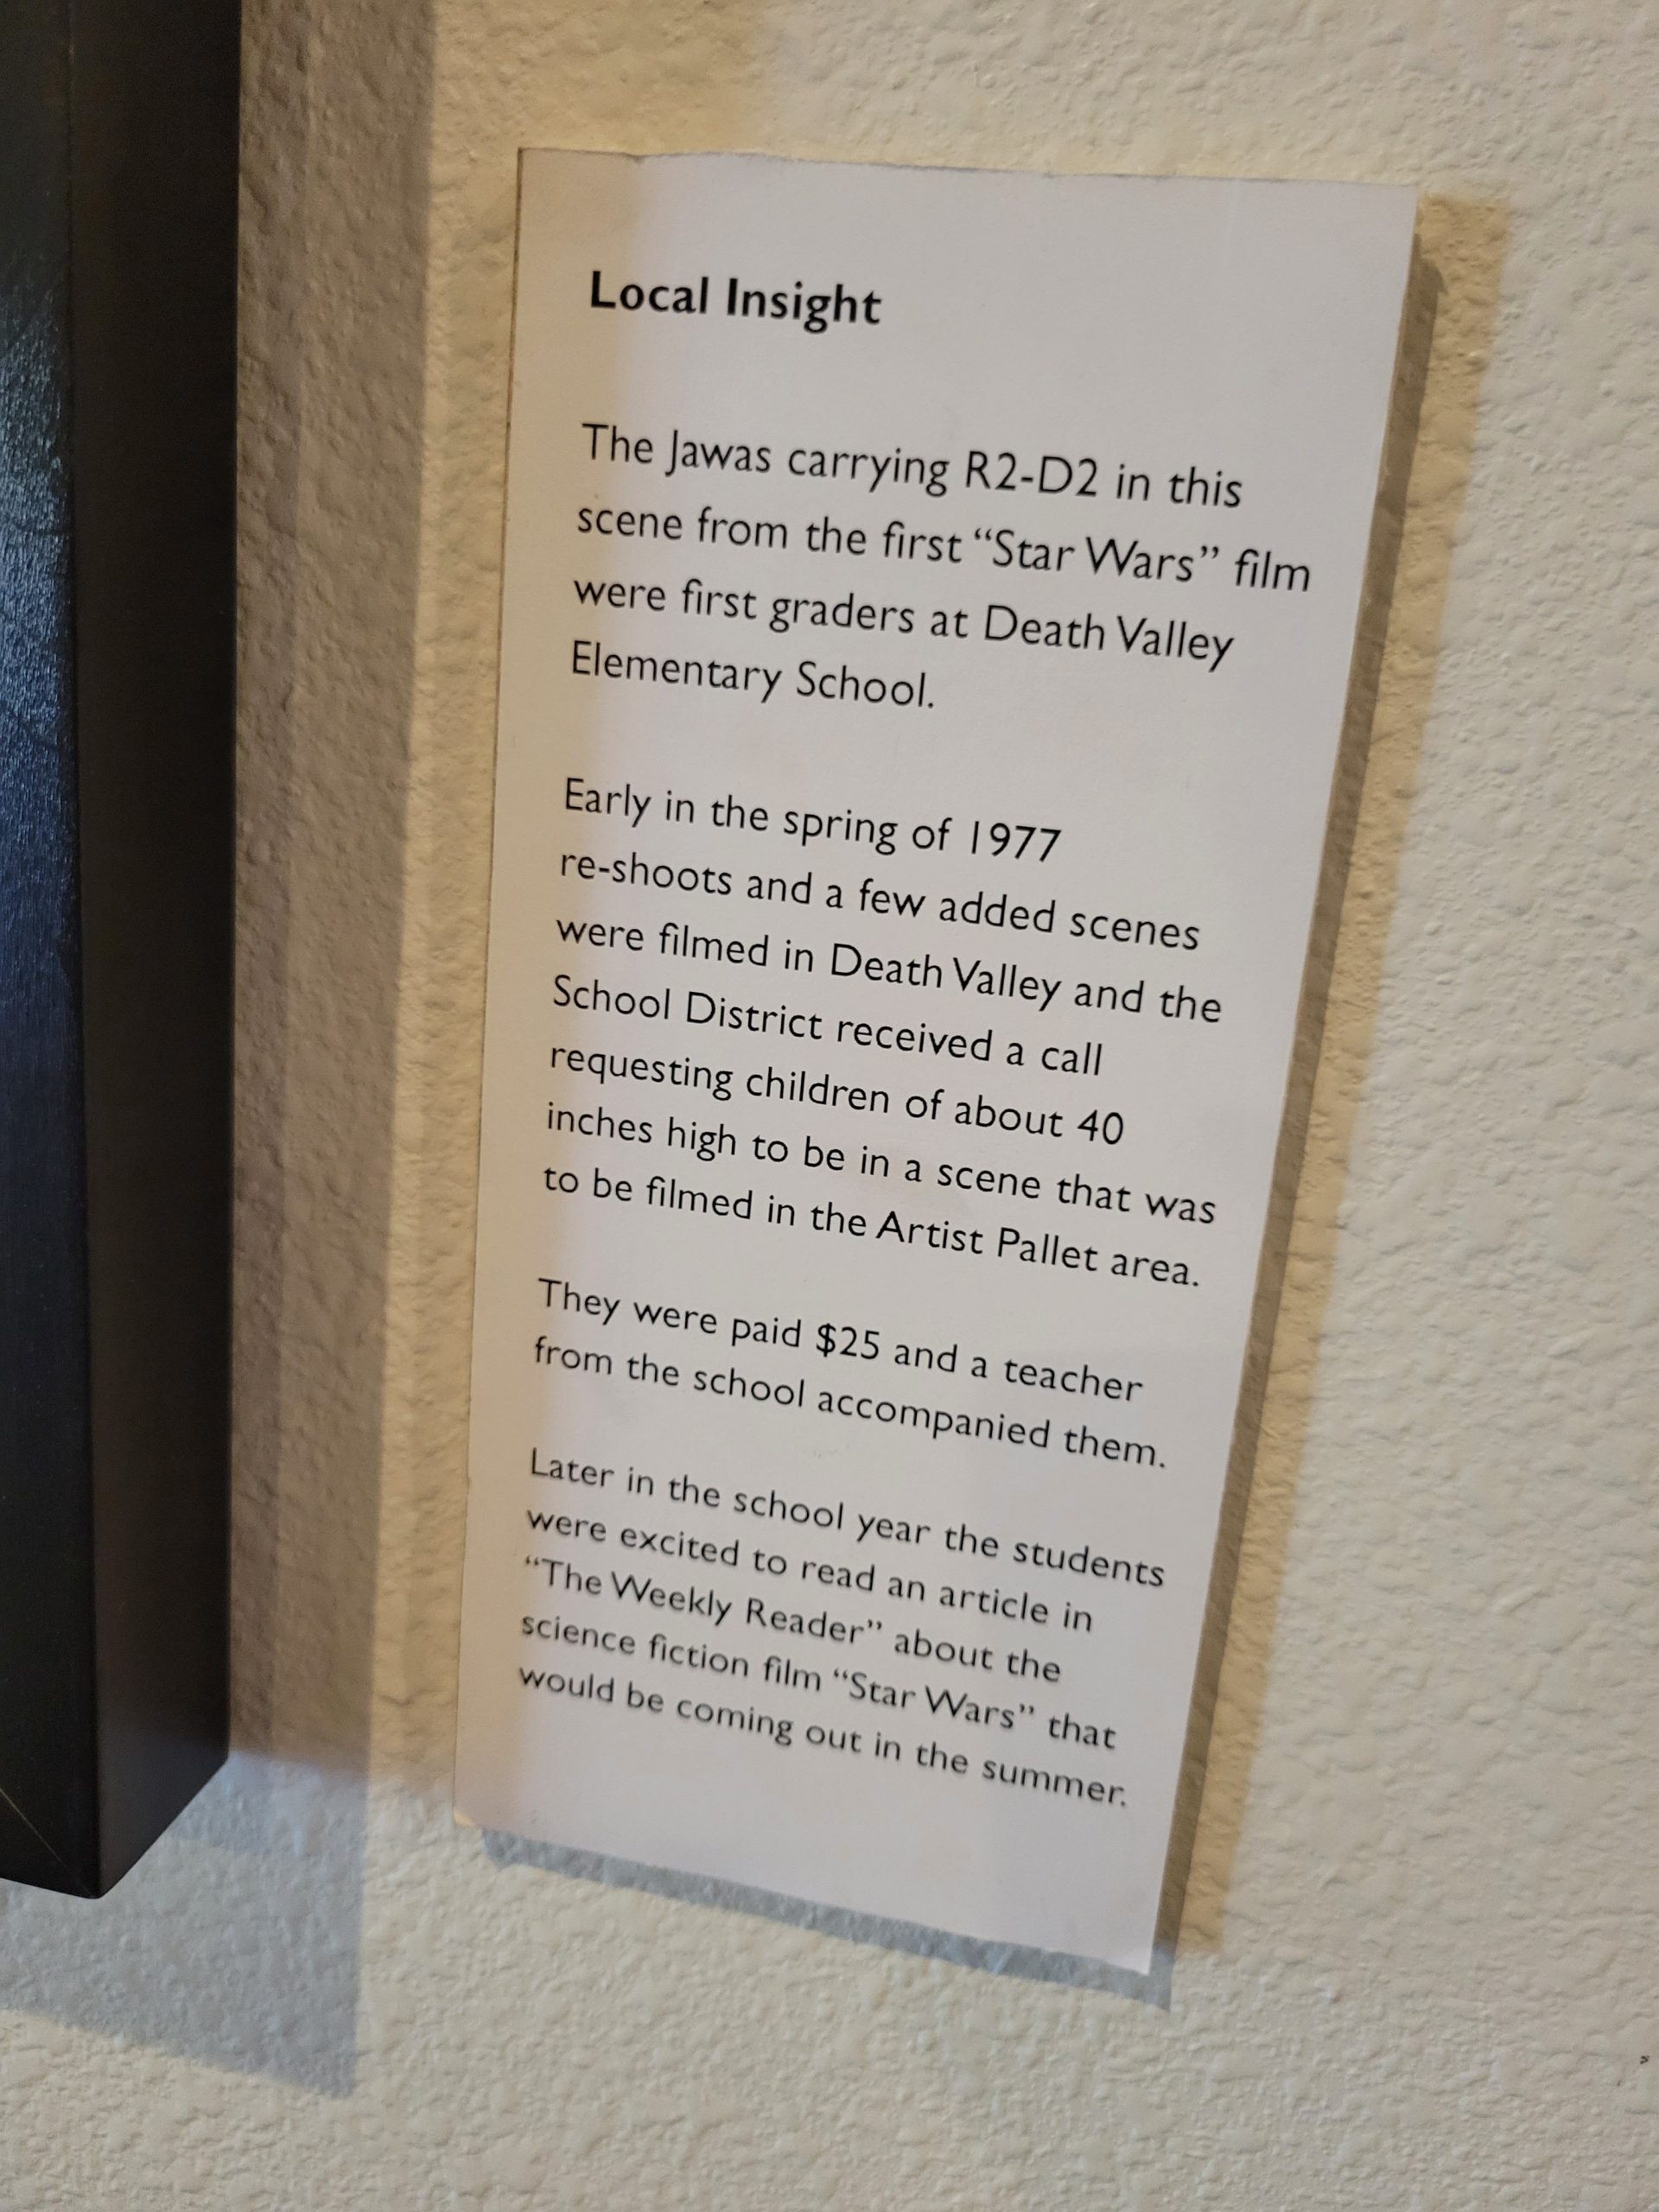 Local Insight
The Jawas carrying R2-D2 in this
scene from the first “Star Wars” film
were first graders at Death Valley
Elementary School.
Early in the spring of 1977
re-shoots and a few added scenes
were filmed in Death Valley and the
School District received a call
requesting children of about 40
inches high to be in a scene that was
to be filmed in the Artist Pallet area.
They were paid $25 and a teacher
from the school accompanied them.
Later in the school year the students
were excited to read an article in
“The Weekly Reader” about the
science fiction film “Star Wars” that
would be coming out in the summer.